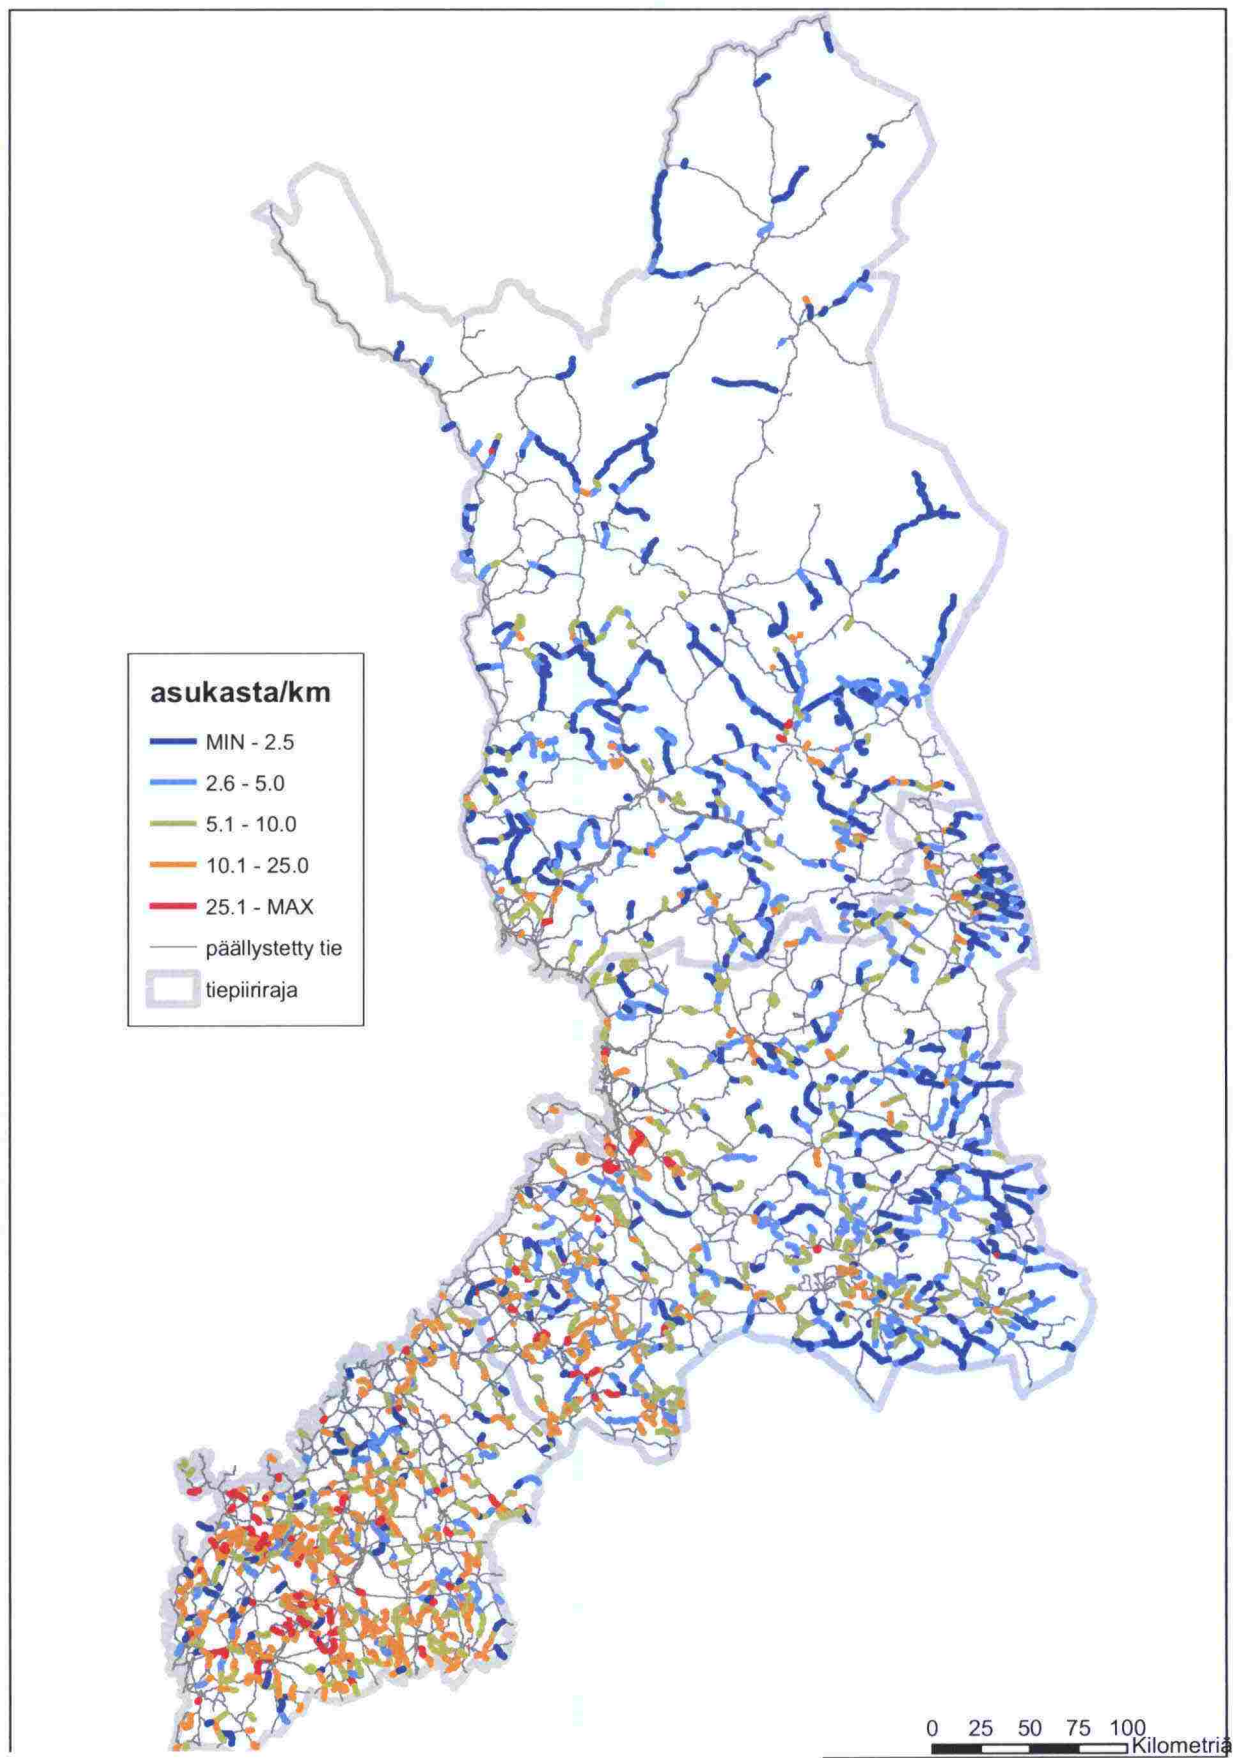 asukasta/km
MIN - 2.5
2.6 - 5.0
5.1 - 10.0
10.1 - 25.0
25.1 - MAX
päällystetty tie
tiepiiriraja
0 25 50 75 100
Kilometriä